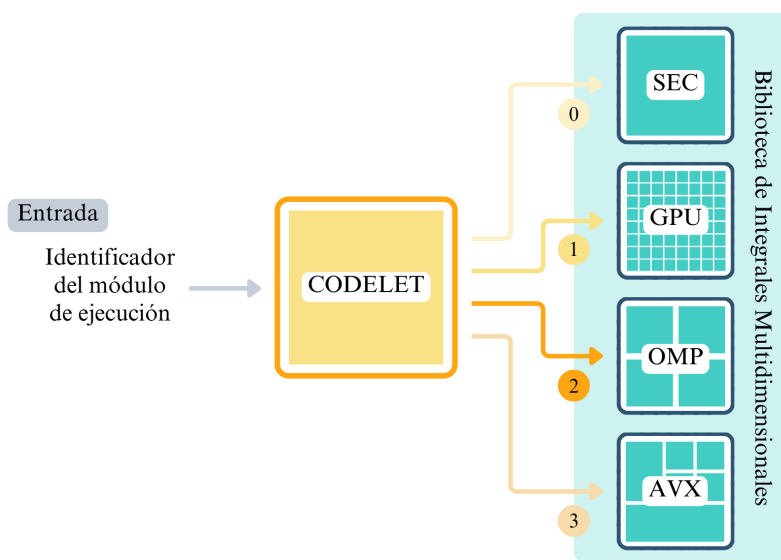 Entrada
Identificador
del módulo
de ejecución
CODELET
0
1
2
3
SEC
GPU
OMP
AVX
Biblioteca de Integrales Multidimensionales